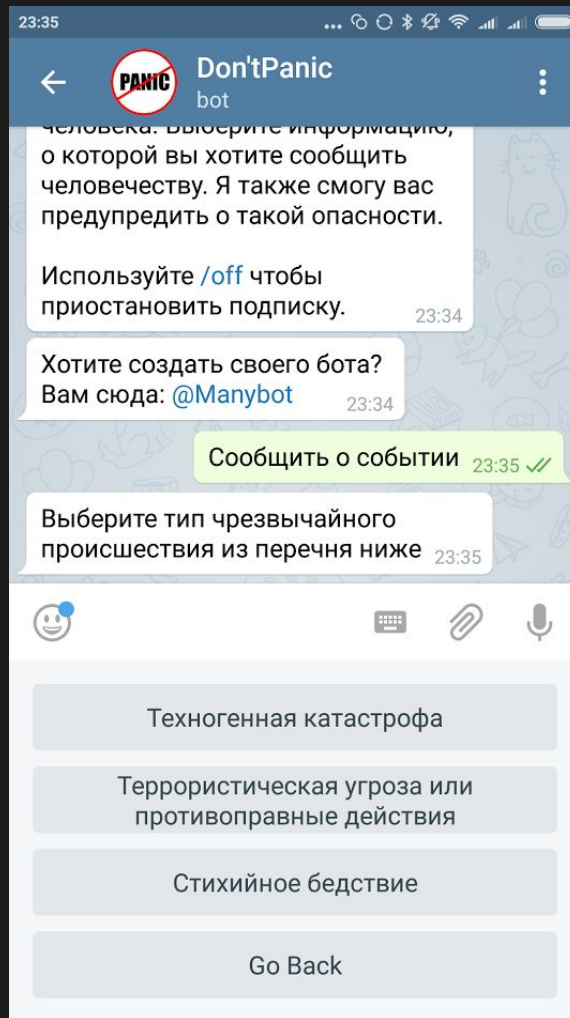 23:35
PANIC
Don'tPanic
bot
человека. Выберите информацию,
о которой вы хотите сообщить
человечеству. Я также смогу вас
предупредить о такой опасности.
Используйте /off чтобы
приостановить подписку.
23:34
Хотите создать своего бота?
Вам сюда: @Manybot
23:34
Сообщить о событии
23:35
Выберите тип чрезвычайного
происшествия из перечня ниже
23:35
Техногенная катастрофа
Террористическая угроза или
противоправные действия
Стихийное бедствие
Go Back